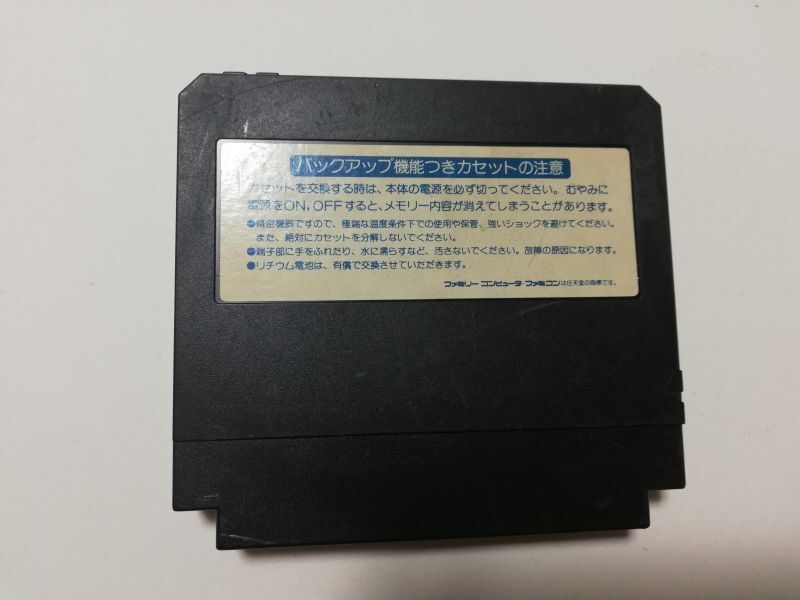 バックアップ機能つきカセットの注意
カセットを交換する時は、本体の電源を必ず切ってください。むやみに
電源をON,OFFすると、メモリー内容が消えてしまうことがあります。
●精密機器ですので、極端な温度条件下での使用や保管、強いショックを避けてください。
また、絶対にカセットを分解しないでください。
●端子部に手をふれたり、水に濡らすなど、汚さないでください。故障の原因になります。
●リチウム電池は、有償で交換させていただきます。
ファミリーコンピュータ・ファミコンは任天堂の商標です。